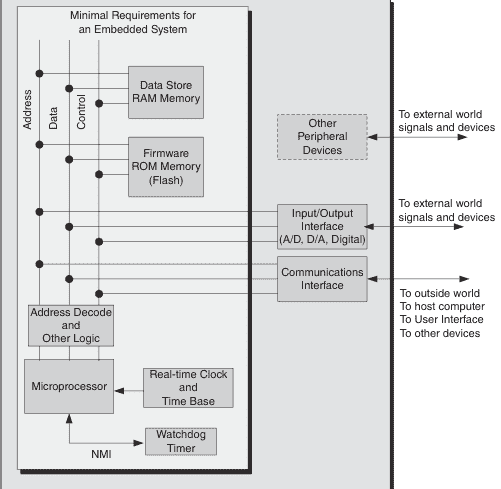 Minimal Requirements for
an Embedded System
Address
Data
Control
Data Store
RAM Memory
Firmware
ROM Memory
(Flash)
Other
Peripheral
Devices
To external world
signals and devices
Input/Output
Interface
(A/D, D/A, Digital)
To external world
signals and devices
Communications
Interface
To outside world
To host computer
To User Interface
To other devices
Address Decode
and
Other Logic
Microprocessor
Real-time Clock
and
Time Base
Watchdog
Timer
NMI